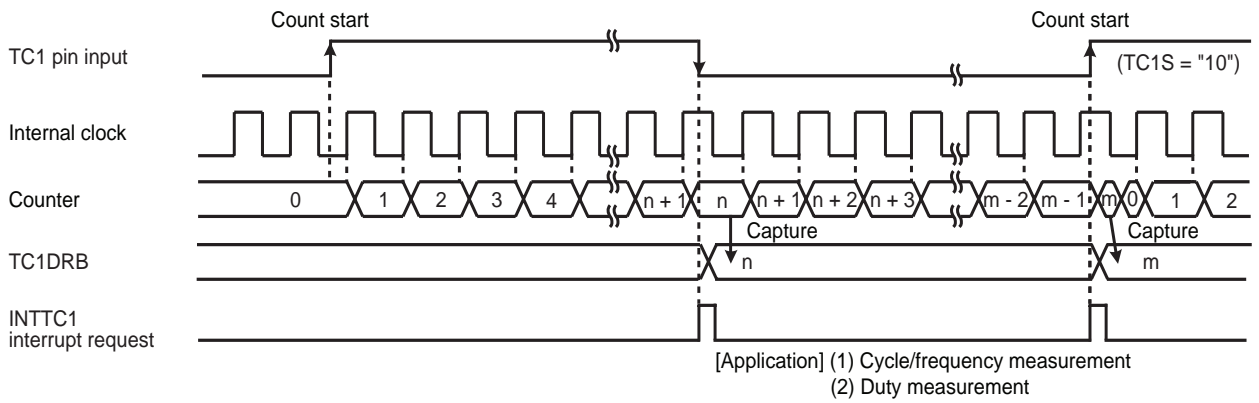 Count start
Count start
TC1 pin input
(TC1S = "10")
Internal clock
Counter
0 1 2 3 4 n + 1 n n + 1 n + 2 n + 3 m - 2 m - 1 m 0 1 2
Capture
Capture
TC1DRB
n
m
INTTC1
interrupt request
[Application] (1) Cycle/frequency measurement
(2) Duty measurement